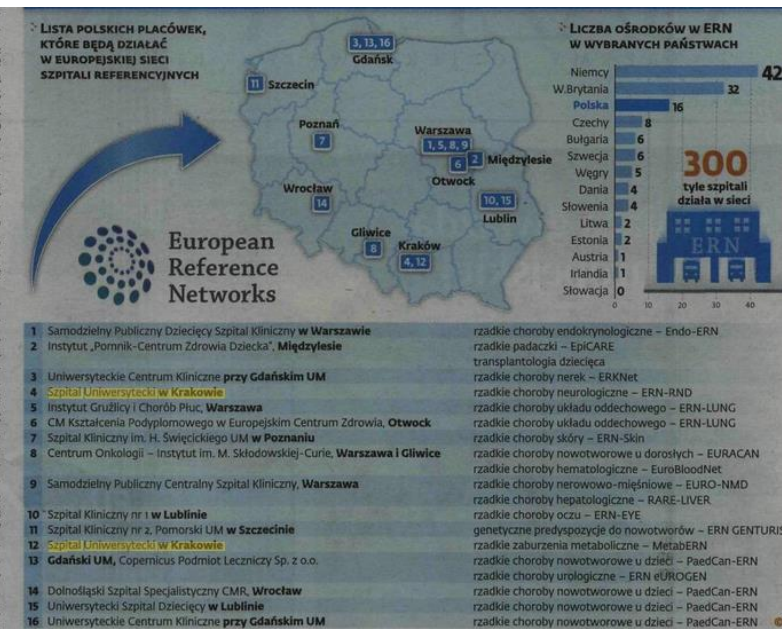 LISTA POLSKICH PLACÓWEK,
KTÓRE BĘDĄ DZIAŁAĆ
W EUROPEJSKIEJ SIECI
SZPITALI REFERENCYJNYCH
3, 13, 16
Gdańsk
11 Szczecin
Poznań
7
Warszawa
1, 5, 8, 9
2 Międzylesie
6
Otwock
Wrocław
14
10, 15
Lublin
Gliwice
8
Kraków
4, 12
European
Reference
Networks
LICZBA OŚRODKÓW W ERN
W WYBRANYCH PAŃSTWACH
Niemcy 42
W.Brytania 32
Polska 16
Czechy 8
Bułgaria 6
Szwecja 6
Węgry 5
Dania 4
Słowenia 4
Litwa 2
Estonia 2
Austria 1
Irlandia 1
Słowacja 0
0 10 20 30 40
300
tyle szpitali
działa w sieci
ERN
1 Samodzielny Publiczny Dziecięcy Szpital Kliniczny w Warszawie rzadkie choroby endokrynologiczne – Endo-ERN
2 Instytut „Pomnik-Centrum Zdrowia Dziecka”, Międzylesie rzadkie padaczki – EpiCARE
transplantologia dziecięca
3 Uniwersyteckie Centrum Kliniczne przy Gdańskim UM rzadkie choroby nerek – ERKNet
4 Szpital Uniwersytecki w Krakowie rzadkie choroby neurologiczne – ERN-RND
5 Instytut Gruźlicy i Chorób Płuc, Warszawa rzadkie choroby układu oddechowego – ERN-LUNG
6 CM Kształcenia Podyplomowego w Europejskim Centrum Zdrowia, Otwock rzadkie choroby układu oddechowego – ERN-LUNG
7 Szpital Kliniczny im. H. Święcickiego UM w Poznaniu rzadkie choroby skóry – ERN-Skin
8 Centrum Onkologii – Instytut im. M. Skłodowskiej-Curie, Warszawa i Gliwice rzadkie choroby nowotworowe u dorosłych – EURACAN
rzadkie choroby hematologiczne – EuroBloodNet
9 Samodzielny Publiczny Centralny Szpital Kliniczny, Warszawa rzadkie choroby nerowowo-mięśniowe – EURO-NMD
rzadkie choroby hepatologiczne – RARE-LIVER
10 Szpital Kliniczny nr 1 w Lublinie rzadkie choroby oczu – ERN-EYE
11 Szpital Kliniczny nr 2, Pomorski UM w Szczecinie genetyczne predyspozycje do nowotworów – ERN GENTURIS
12 Szpital Uniwersytecki w Krakowie rzadkie zaburzenia metaboliczne – MetabERN
13 Gdański UM, Copernicus Podmiot Leczniczy Sp. z o.o. rzadkie choroby nowotworowe u dzieci – PaedCan-ERN
rzadkie choroby urologiczne – ERN eUROGEN
14 Dolnośląski Szpital Specjalistyczny CMR, Wrocław rzadkie choroby nowotworowe u dzieci – PaedCan-ERN
15 Uniwersytecki Szpital Dziecięcy w Lublinie rzadkie choroby nowotworowe u dzieci – PaedCan-ERN
16 Uniwersyteckie Centrum Kliniczne przy Gdańskim UM rzadkie choroby nowotworowe u dzieci – PaedCan-ERN